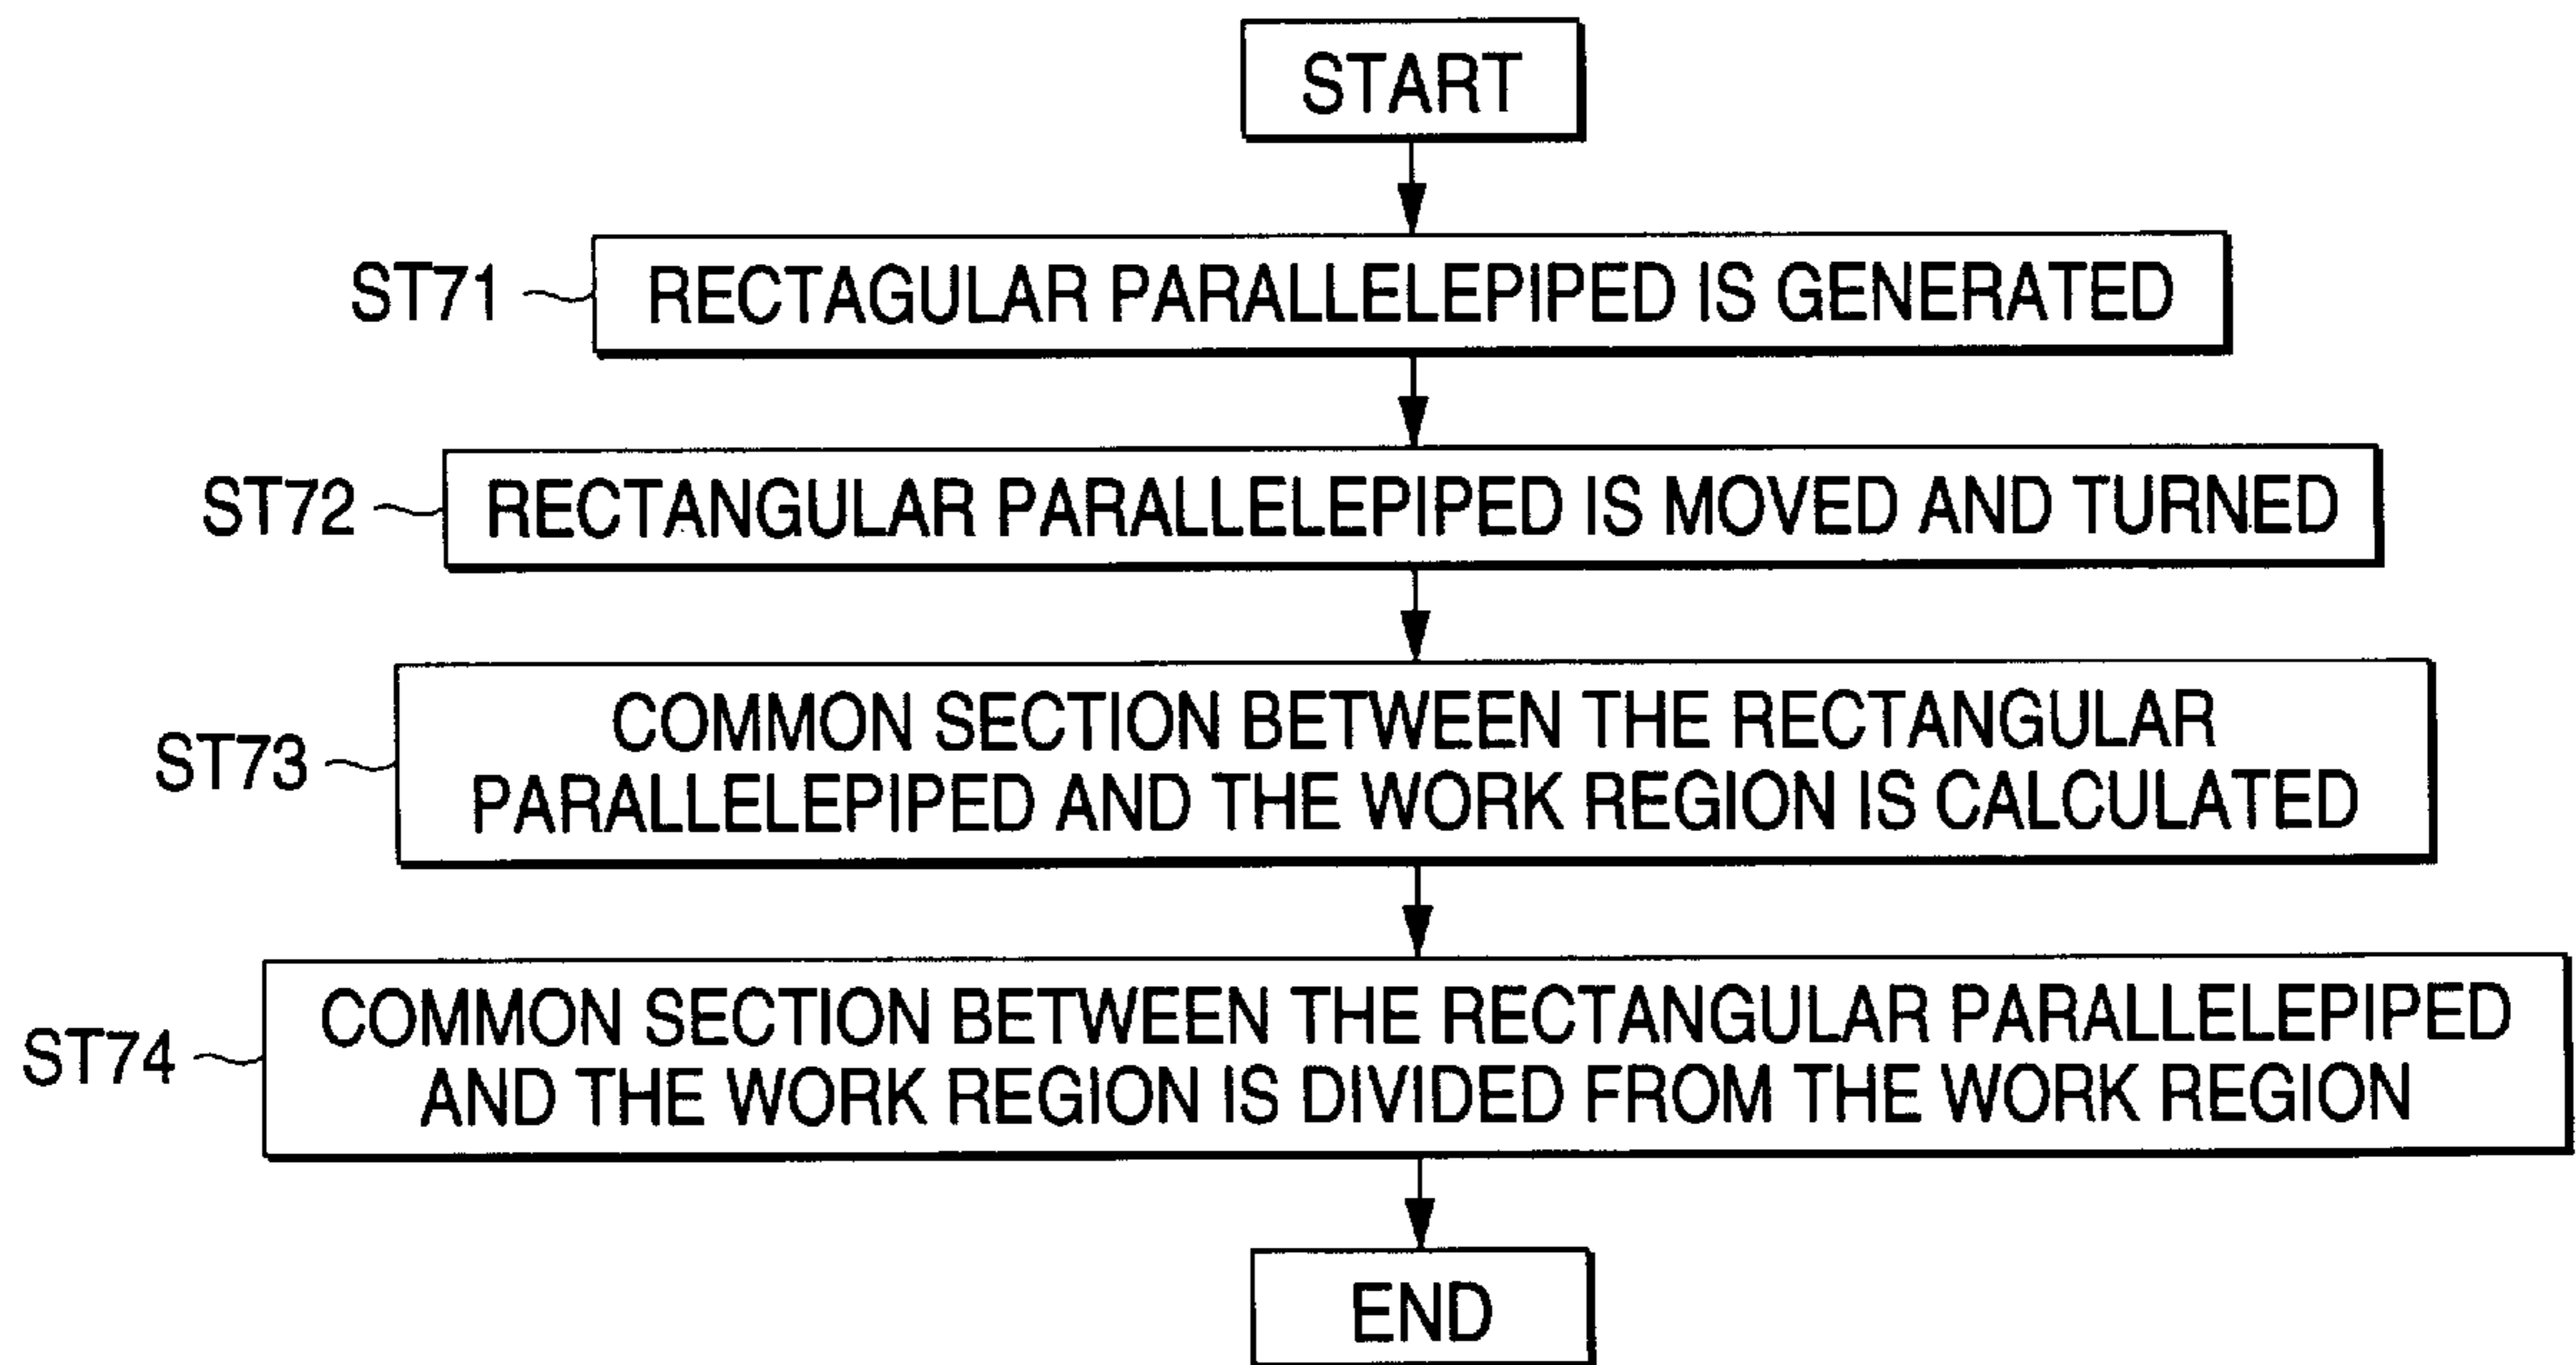 START
ST71
RECTAGULAR PARALLELEPIPED IS GENERATED
ST72
RECTANGULAR PARALLELEPIPED IS MOVED AND TURNED
ST73
COMMON SECTION BETWEEN THE RECTANGULAR
PARALLELEPIPED AND THE WORK REGION IS CALCULATED
ST74
COMMON SECTION BETWEEN THE RECTANGULAR PARALLELEPIPED
AND THE WORK REGION IS DIVIDED FROM THE WORK REGION
END